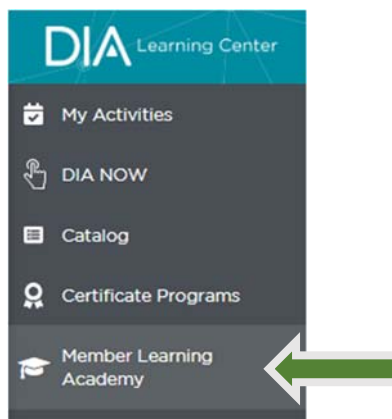 DIA Learning Center
My Activities
DIA NOW
Catalog
Certificate Programs
Member Learning
Academy